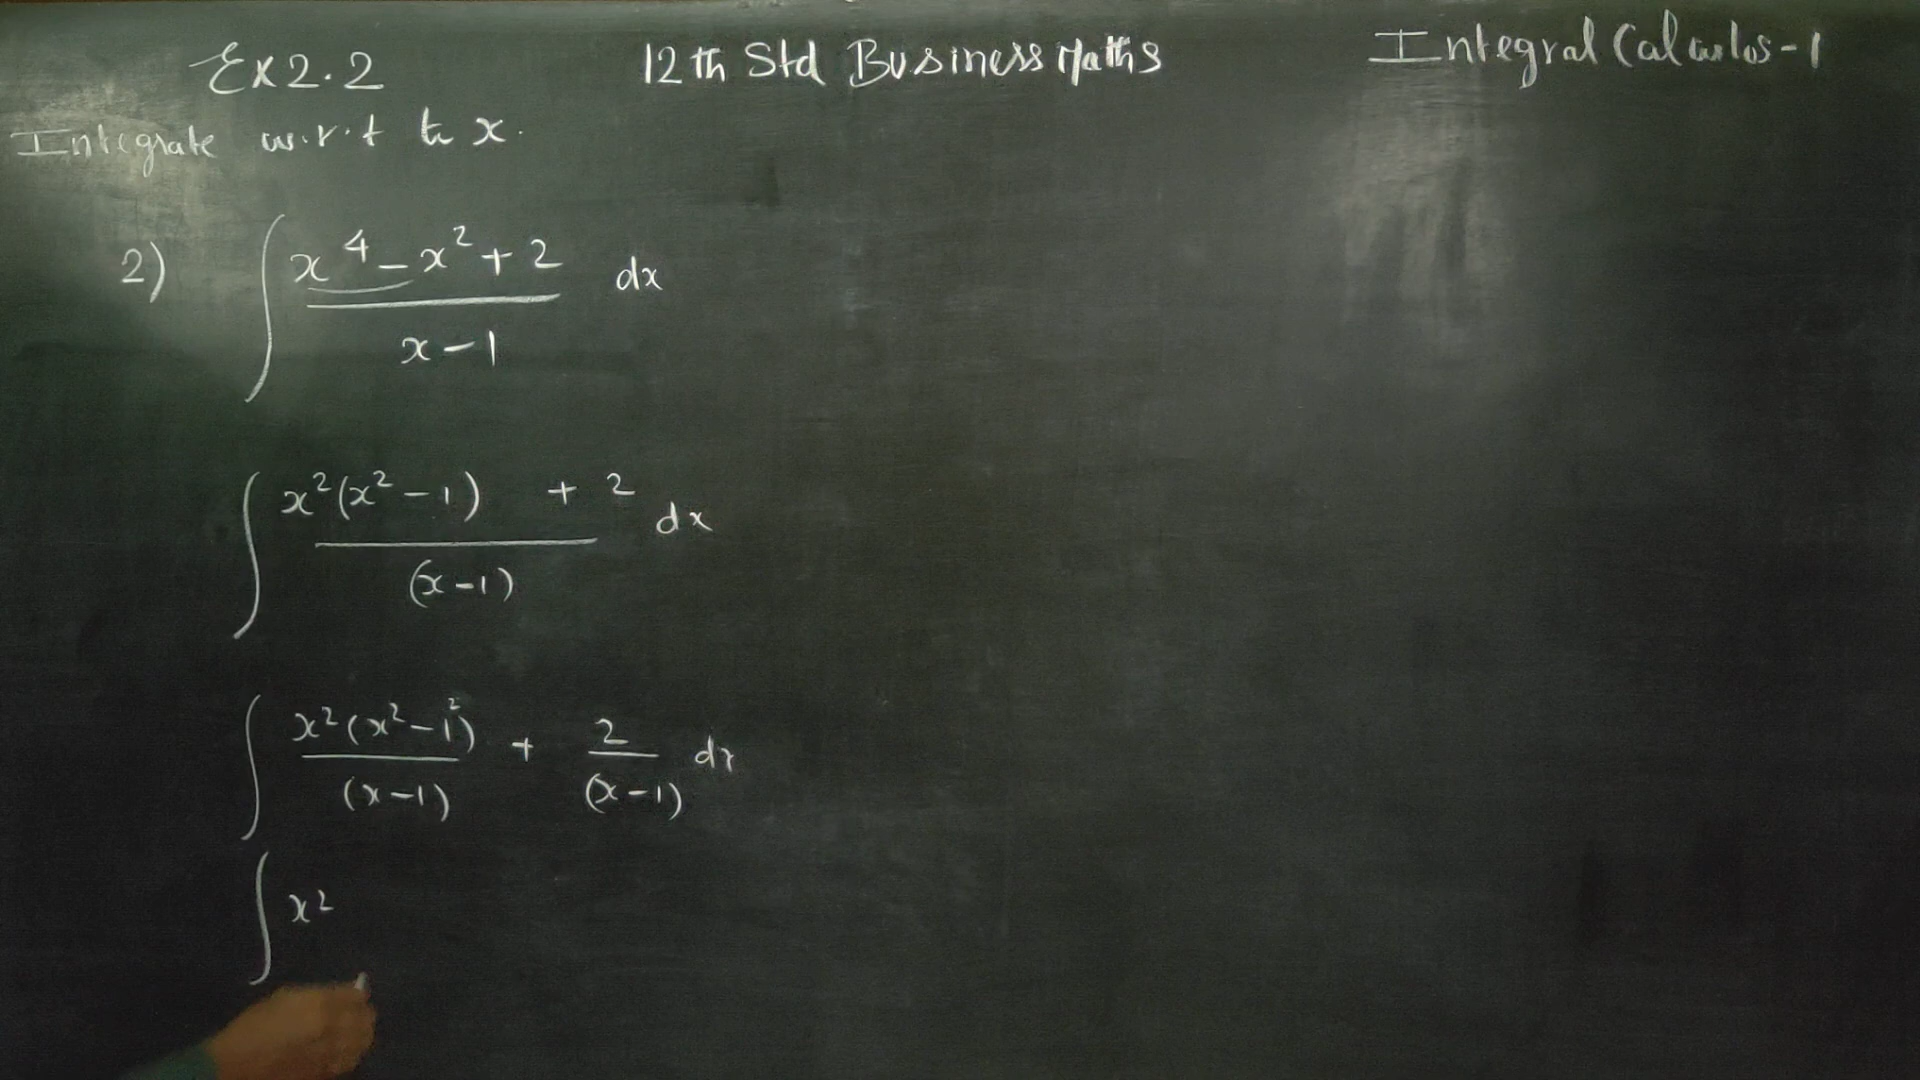 Ex 2.2 12th Std Business Maths Integral Calculus-1
Integrate w.r.t to x.
2) ∫ x⁴ - x² + 2 / x - 1 dx
∫ x²(x² - 1) + 2 / (x - 1) dx
∫ x²(x² - 1²) / (x - 1) + 2 / (x - 1) dx
∫ x²